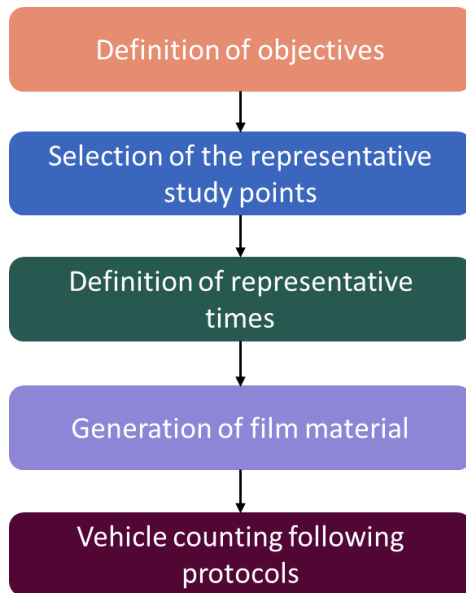 Definition of objectives
Selection of the representative
study points
Definition of representative
times
Generation of film material
Vehicle counting following
protocols